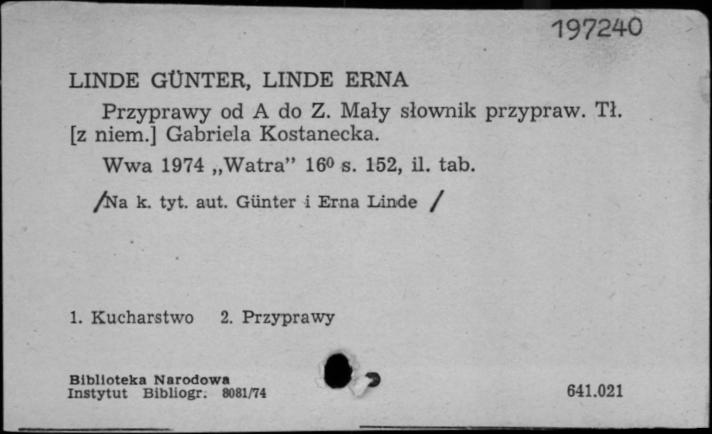 197240
LINDE GÜNTER, LINDE ERNA
Przyprawy od A do Z. Mały słownik przypraw. Tł.
[z niem.] Gabriela Kostanecka.
Wwa 1974 „Watra” 16⁰ s. 152, il. tab.
/Na k. tyt. aut. Günter i Erna Linde /
1. Kucharstwo 2. Przyprawy
Biblioteka Narodowa
Instytut Bibliogr. 8081/74
641.021